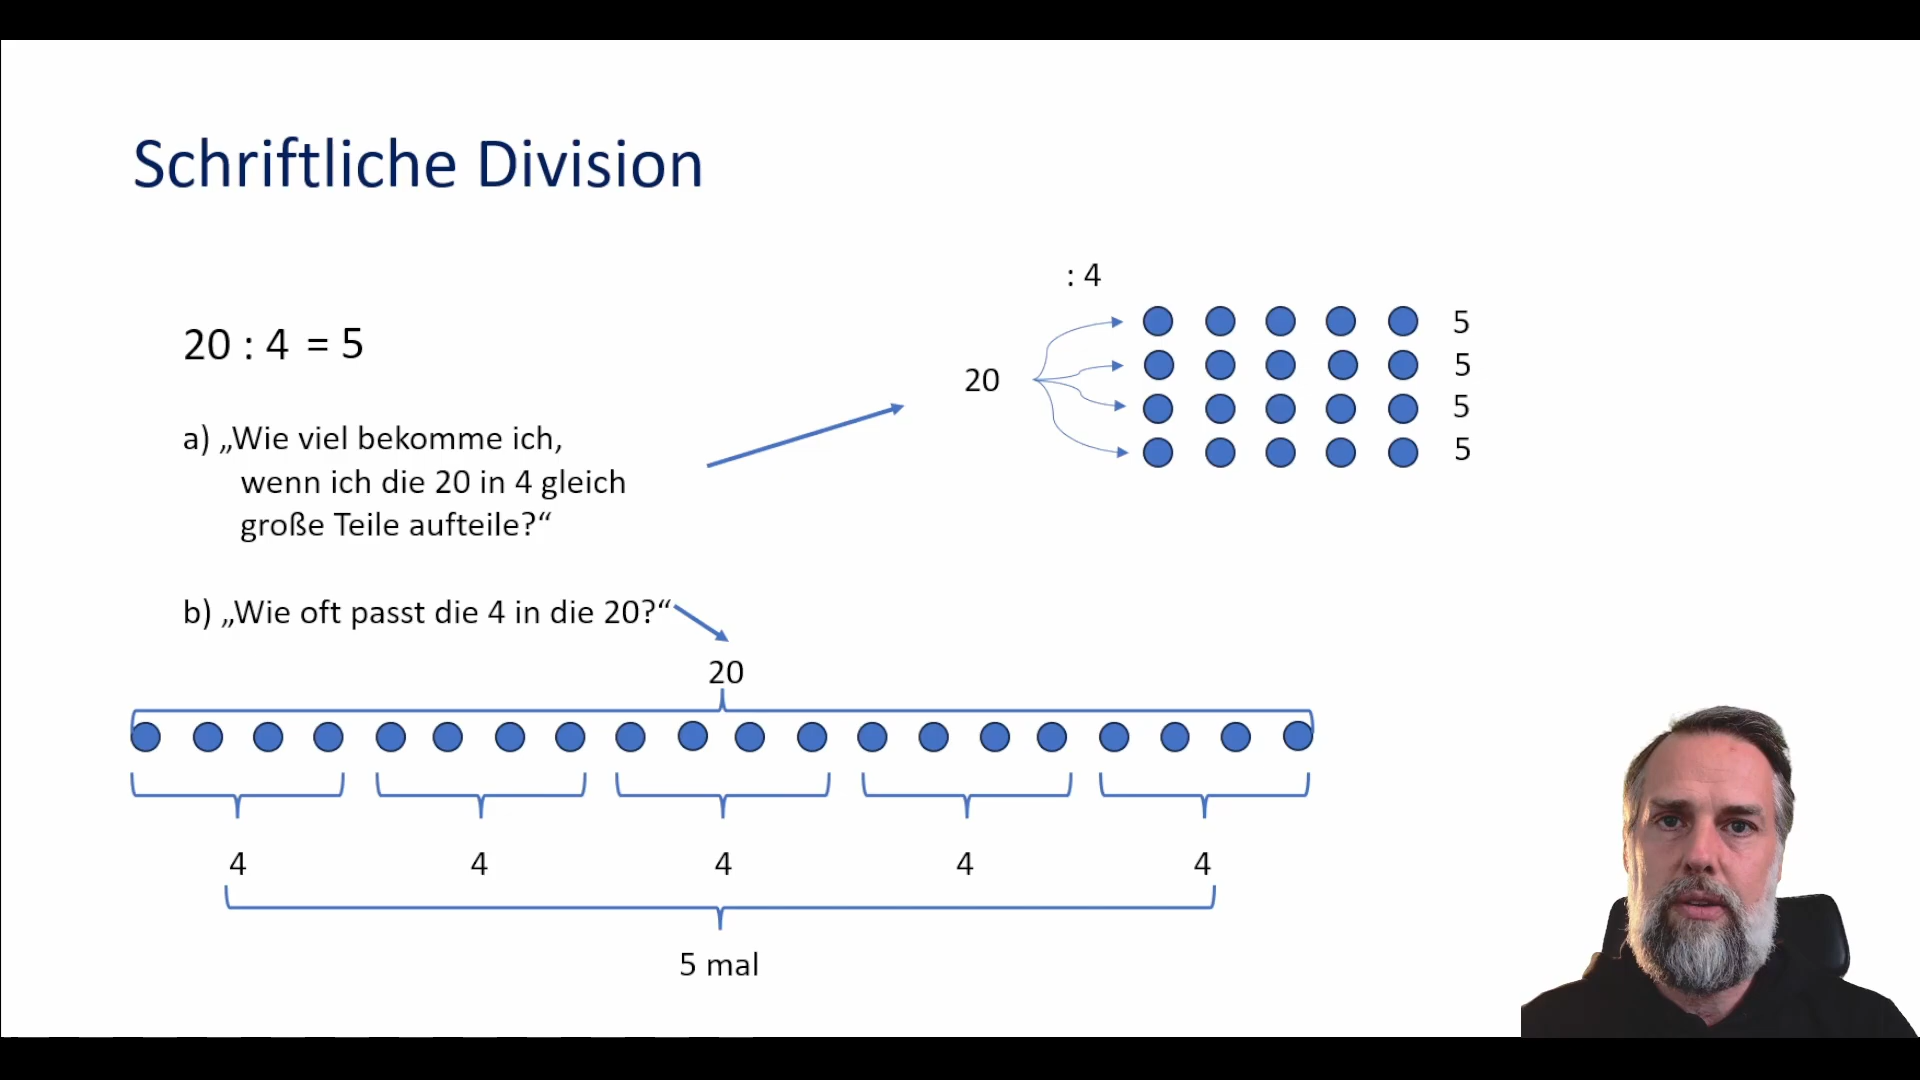 Schriftliche Division
20 : 4 = 5
a) „Wie viel bekomme ich,
wenn ich die 20 in 4 gleich
große Teile aufteile?“
: 4
20
5
5
5
5
b) „Wie oft passt die 4 in die 20?“
20
4 4 4 4 4
5 mal